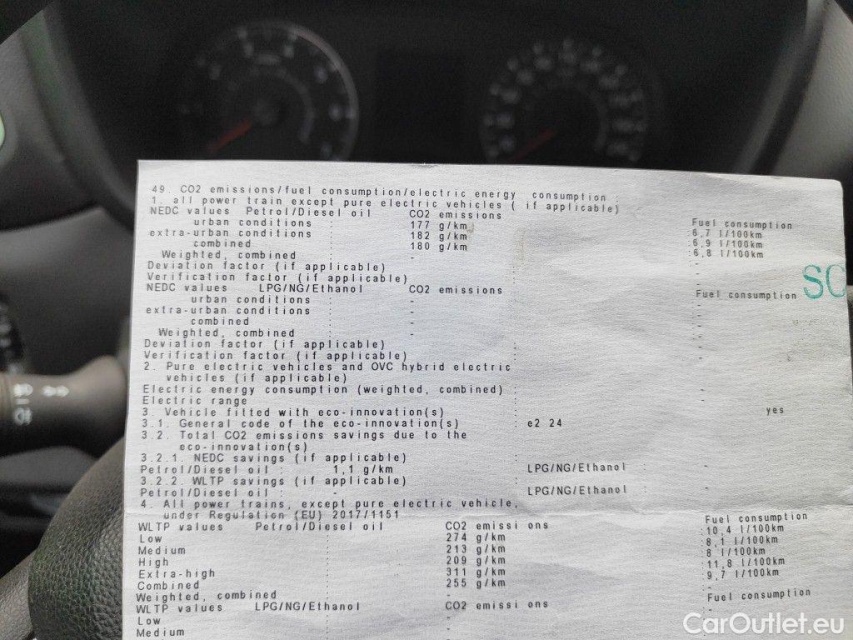 49. CO2 emissions/fuel consumption/electric energy consumption
1. all power train except pure electric vehicles ( if applicable)
NEDC values Petrol/Diesel oil CO2 emissions Fuel consumption
urban conditions : 177 g/km 6,7 l/100km
extra-urban conditions : 182 g/km 6,9 l/100km
combined : 180 g/km 6,8 l/100km
Weighted, combined : -
Deviation factor (if applicable) : -
Verification factor (if applicable) : -
NEDC values LPG/NG/Ethanol CO2 emissions Fuel consumption
SC
urban conditions : -
extra-urban conditions : -
combined : -
Weighted, combined : -
Deviation factor (if applicable) : -
Verification factor (if applicable) : -
2. Pure electric vehicles and OVC hybrid electric
vehicles (if applicable)
Electric energy consumption (weighted, combined) : -
Electric range : -
3. Vehicle fitted with eco-innovation(s) : yes
3.1. General code of the eco-innovation(s) : e2 24
3.2. Total CO2 emissions savings due to the
eco-innovation(s)
3.2.1. NEDC savings (if applicable)
Petrol/Diesel oil : 1,1 g/km LPG/NG/Ethanol : -
3.2.2. WLTP savings (if applicable)
Petrol/Diesel oil : - LPG/NG/Ethanol : -
4. All power trains, except pure electric vehicle,
under Regulation (EU) 2017/1151
WLTP values Petrol/Diesel oil CO2 emissi ons Fuel consumption
Low : 274 g/km 10,4 l/100km
Medium : 213 g/km 8,1 l/100km
High : 209 g/km 8 l/100km
Extra-high : 311 g/km 11,8 l/100km
Combined : 255 g/km 9,7 l/100km
Weighted, combined : -
WLTP values LPG/NG/Ethanol CO2 emissi ons Fuel consumption
Low
Medium
CarOutlet.eu